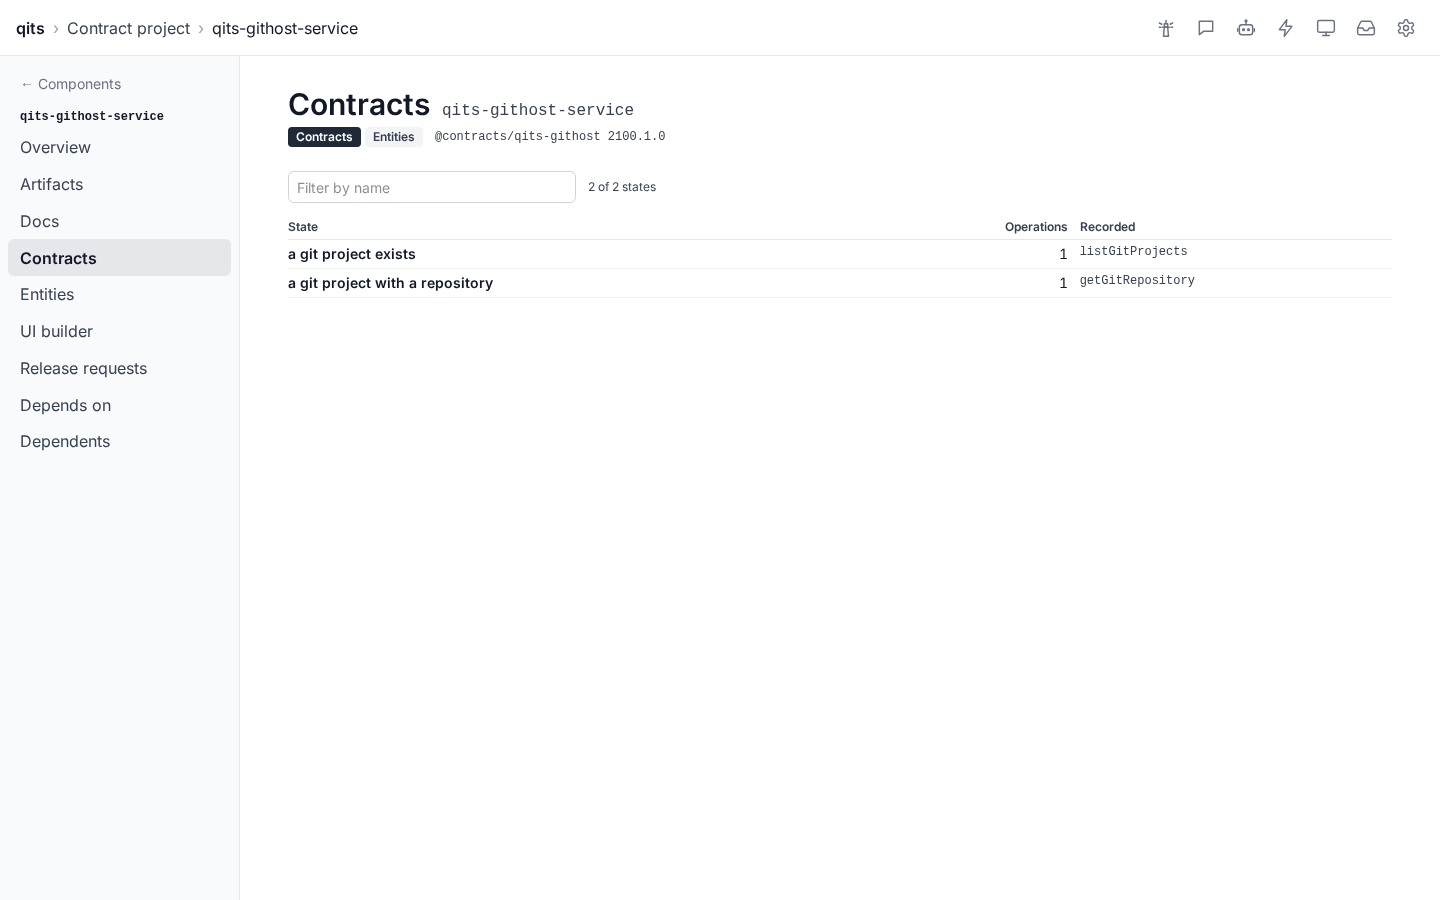 qits › Contract project › qits-githost-service
← Components
qits-githost-service
Overview
Artifacts
Docs
Contracts
Entities
UI builder
Release requests
Depends on
Dependents
Contracts qits-githost-service
Contracts Entities @contracts/qits-githost 2100.1.0
Filter by name 2 of 2 states
State Operations Recorded
a git project exists 1 listGitProjects
a git project with a repository 1 getGitRepository